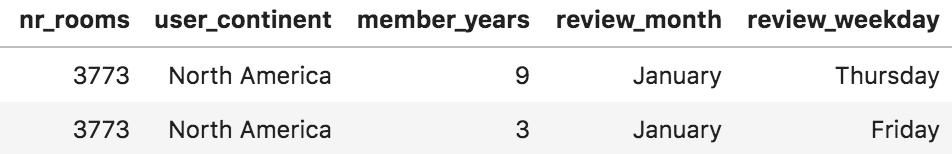 nr_rooms user_continent member_years review_month review_weekday
3773 North America 9 January Thursday
3773 North America 3 January Friday